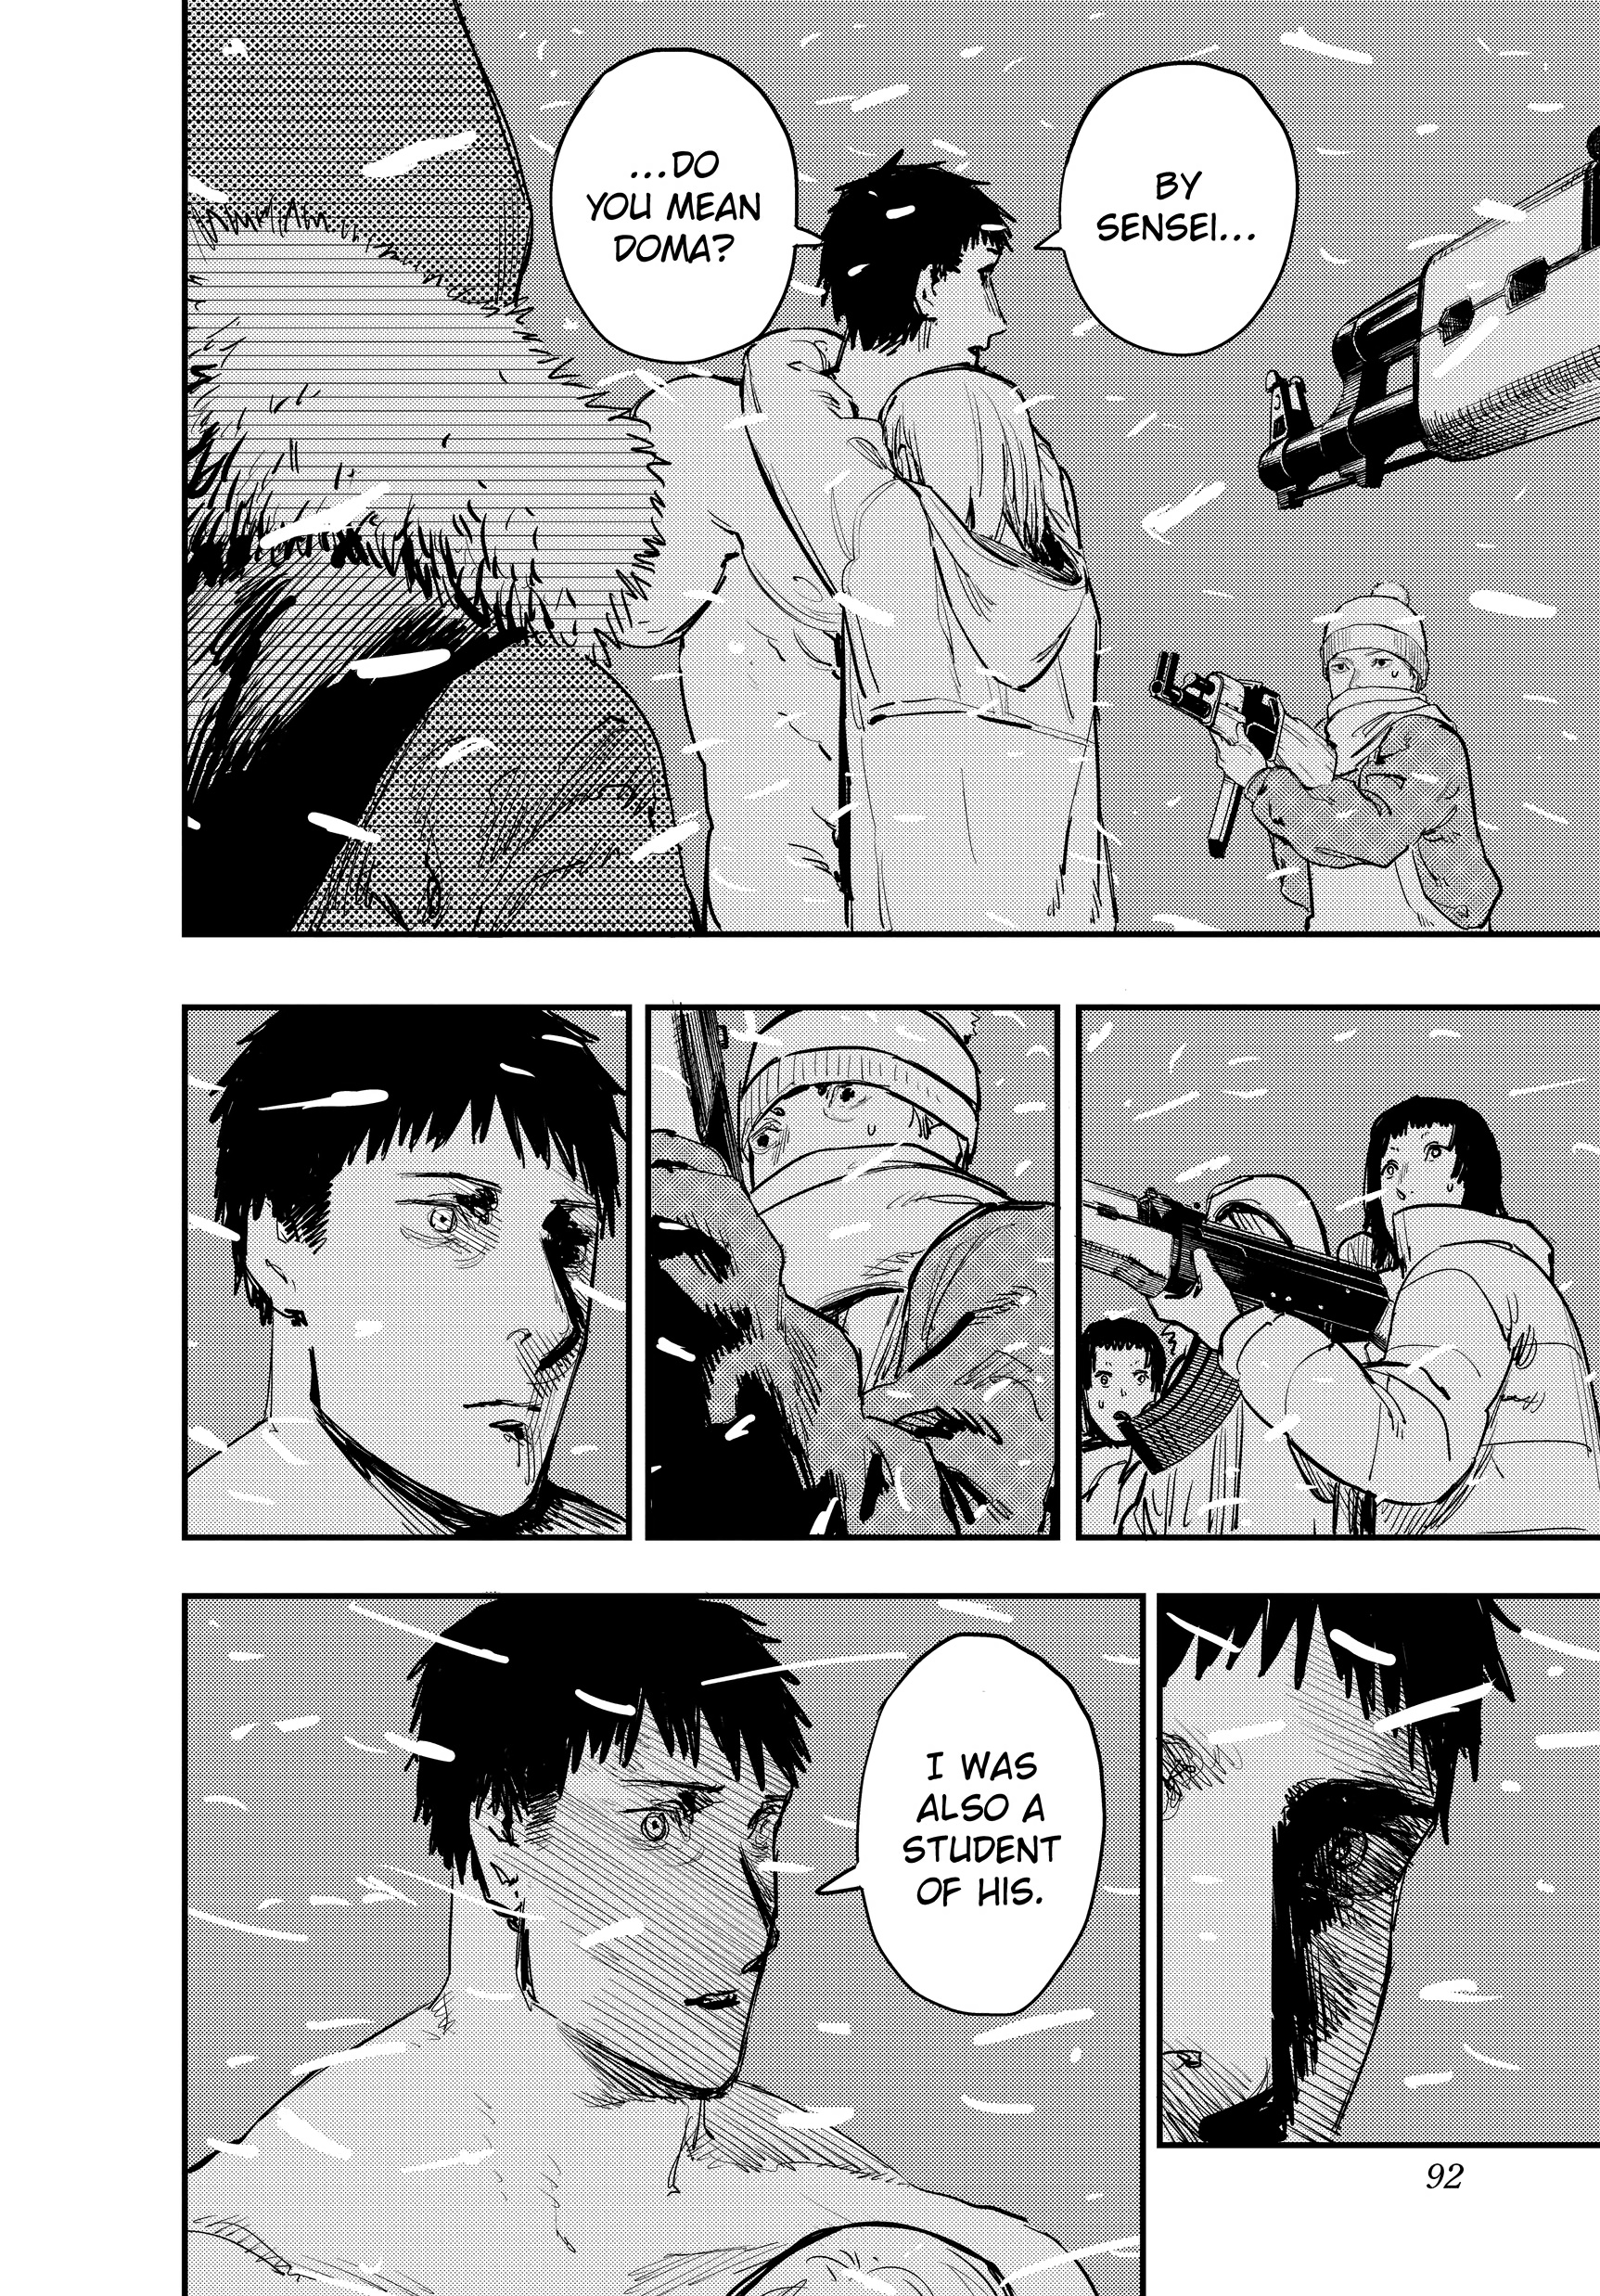 BY
SENSEI...
...DO
YOU MEAN
DOMA?
I WAS
ALSO A
STUDENT
OF HIS.
92